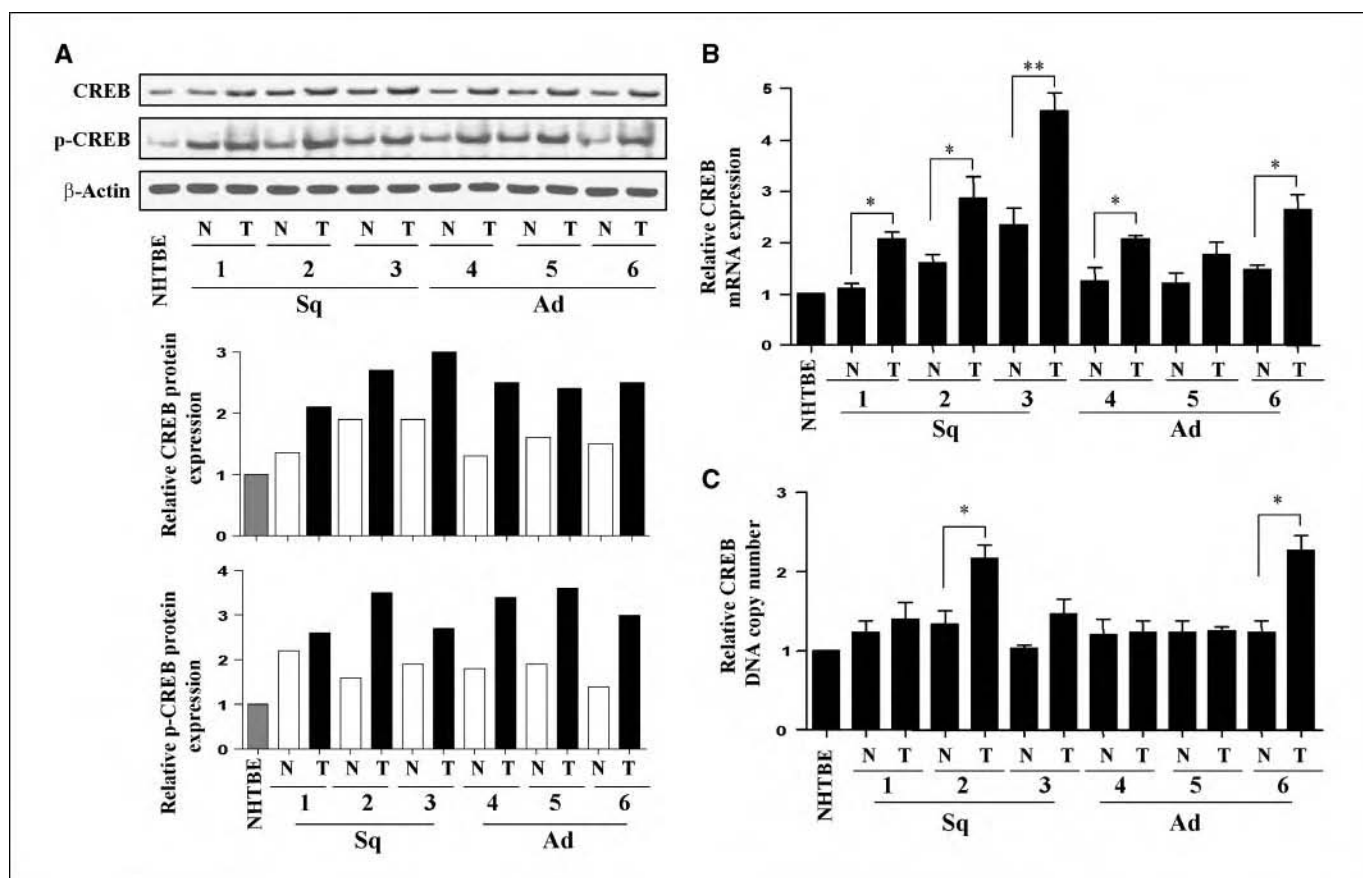 A
CREB
p-CREB
β-Actin
NHTBE
N T N T N T N T N T N T
1 2 3 4 5 6
Sq Ad
Relative CREB protein
expression
3
2
1
0
Relative p-CREB protein
expression
4
3
2
1
0
NHTBE
N T N T N T N T N T N T
1 2 3 4 5 6
Sq Ad
B
Relative CREB
mRNA expression
5
4
3
2
1
0
* * ** * *
NHTBE
N T N T N T N T N T N T
1 2 3 4 5 6
Sq Ad
C
Relative CREB
DNA copy number
3
2
1
0
* *
NHTBE
N T N T N T N T N T N T
1 2 3 4 5 6
Sq Ad